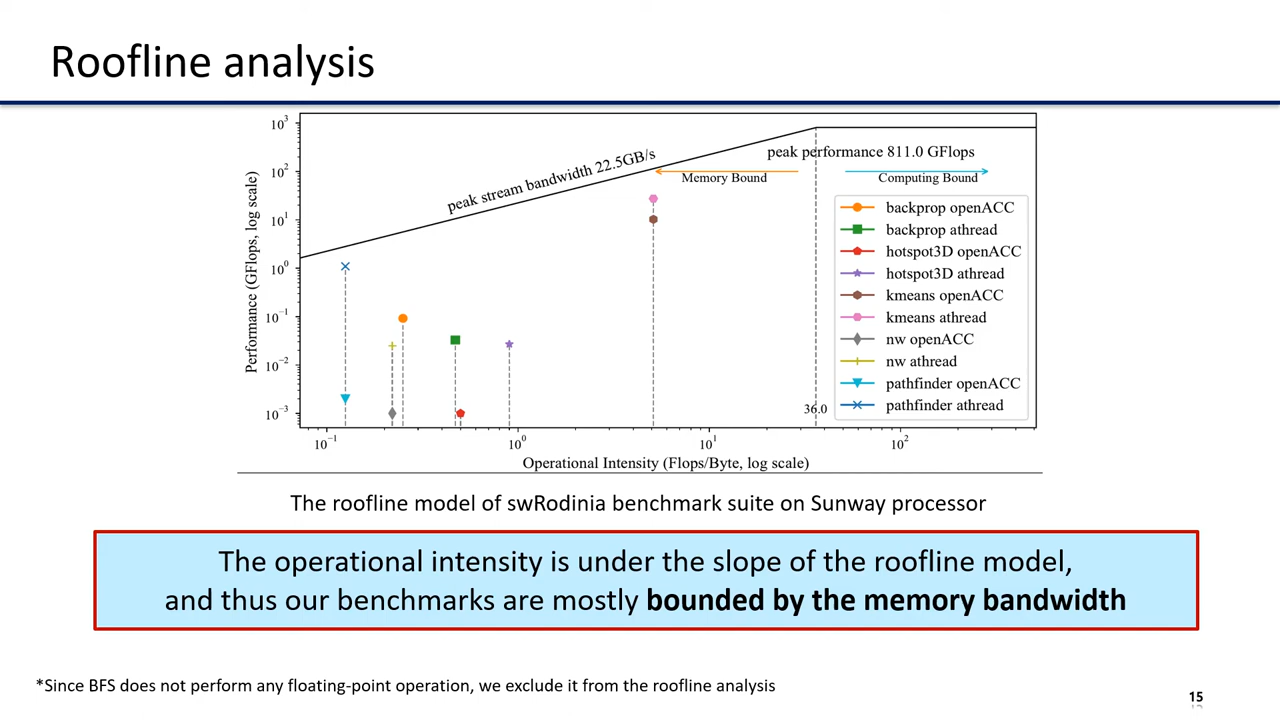 Roofline analysis
10³
10²
10¹
10⁰
10⁻¹
10⁻²
10⁻³
Performance (GFlops, log scale)
peak stream bandwidth 22.5GB/s
peak performance 811.0 GFlops
Memory Bound
Computing Bound
backprop openACC
backprop athread
hotspot3D openACC
hotspot3D athread
kmeans openACC
kmeans athread
nw openACC
nw athread
pathfinder openACC
pathfinder athread
36.0
10⁻¹ 10⁰ 10¹ 10²
Operational Intensity (Flops/Byte, log scale)
The roofline model of swRodinia benchmark suite on Sunway processor
The operational intensity is under the slope of the roofline model,
and thus our benchmarks are mostly bounded by the memory bandwidth
*Since BFS does not perform any floating-point operation, we exclude it from the roofline analysis
15